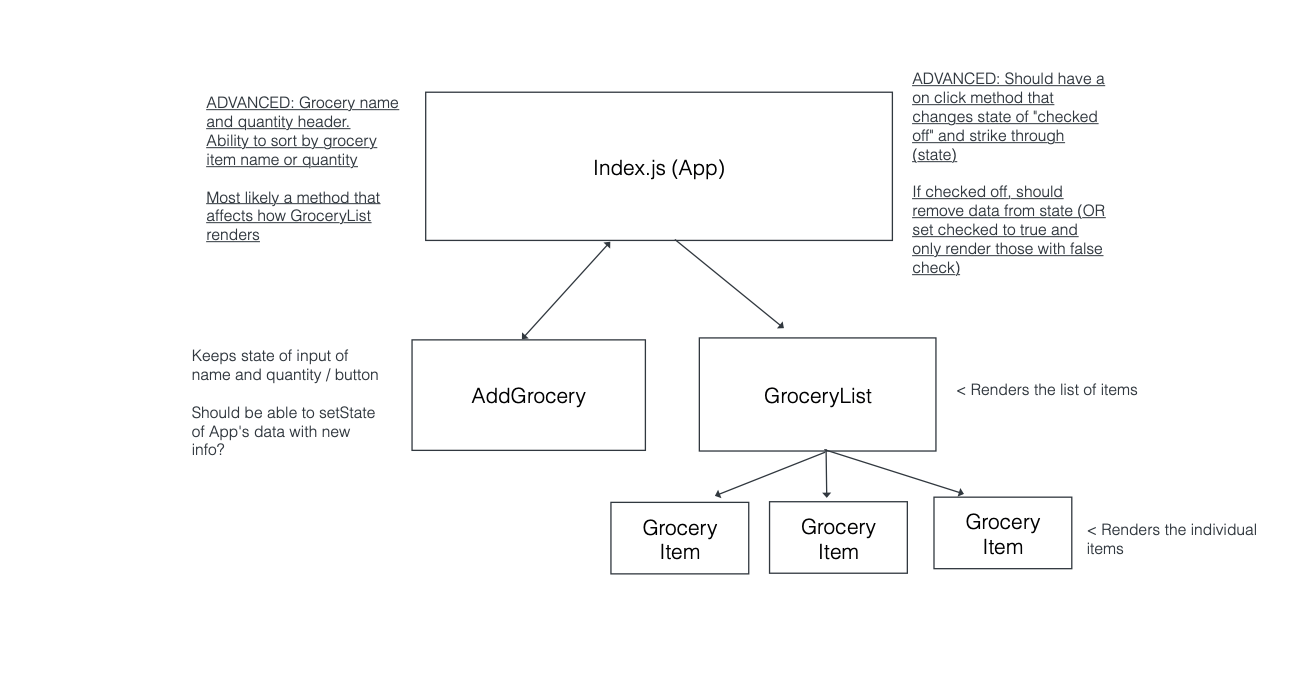 ADVANCED: Grocery name
and quantity header.
Ability to sort by grocery
item name or quantity
Most likely a method that
affects how GroceryList
renders
Index.js (App)
ADVANCED: Should have a
on click method that
changes state of "checked
off" and strike through
(state)
If checked off, should
remove data from state (OR
set checked to true and
only render those with false
check)
Keeps state of input of
name and quantity / button
Should be able to setState
of App's data with new
info?
AddGrocery
GroceryList
< Renders the list of items
Grocery
Item
Grocery
Item
Grocery
Item
< Renders the individual
items